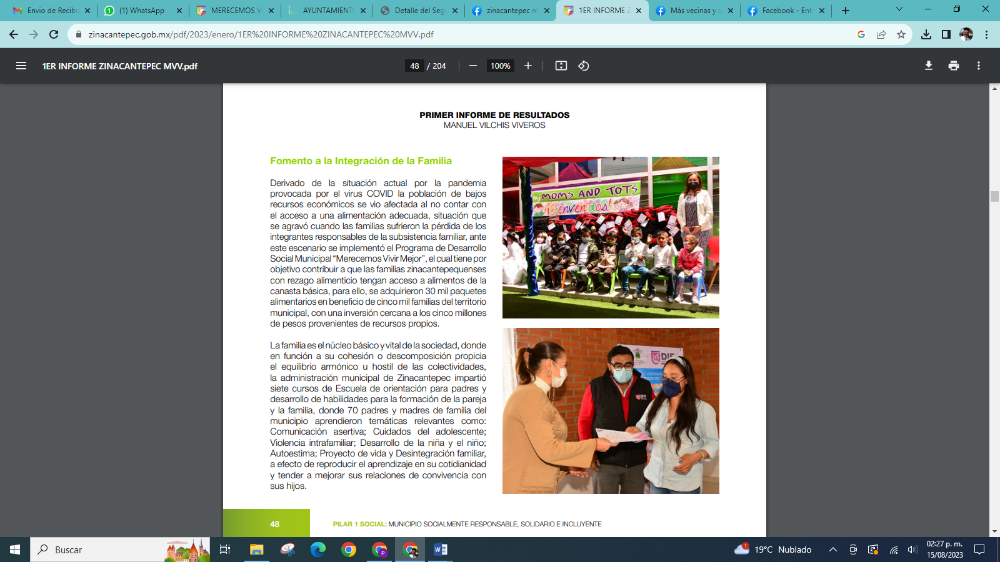 Envio de Recibo
(1) WhatsApp
MERECEMOS V
AYUNTAMIENTO
Detalle del Seg
zinacantepec m
1ER INFORME Z
Más vecinas y v
Facebook - Ent
zinacantepec.gob.mx/pdf/2023/enero/1ER%20INFORME%20ZINACANTEPEC%20MVV.pdf
1ER INFORME ZINACANTEPEC MVV.pdf
48 / 204
100%
PRIMER INFORME DE RESULTADOS
MANUEL VILCHIS VIVEROS
Fomento a la Integración de la Familia
Derivado de la situación actual por la pandemia
provocada por el virus COVID la población de bajos
recursos económicos se vio afectada al no contar con
el acceso a una alimentación adecuada, situación que
se agravó cuando las familias sufrieron la pérdida de los
integrantes responsables de la subsistencia familiar, ante
este escenario se implementó el Programa de Desarrollo
Social Municipal “Merecemos Vivir Mejor”, el cual tiene por
objetivo contribuir a que las familias zinacantepequenses
con rezago alimenticio tengan acceso a alimentos de la
canasta básica, para ello, se adquirieron 30 mil paquetes
alimentarios en beneficio de cinco mil familias del territorio
municipal, con una inversión cercana a los cinco millones
de pesos provenientes de recursos propios.
La familia es el núcleo básico y vital de la sociedad, donde
en función a su cohesión o descomposición propicia
el equilibrio armónico u hostil de las colectividades,
la administración municipal de Zinacantepec impartió
siete cursos de Escuela de orientación para padres y
desarrollo de habilidades para la formación de la pareja
y la familia, donde 70 padres y madres de familia del
municipio aprendieron temáticas relevantes como:
Comunicación asertiva; Cuidados del adolescente;
Violencia intrafamiliar; Desarrollo de la niña y el niño;
Autoestima; Proyecto de vida y Desintegración familiar,
a efecto de reproducir el aprendizaje en su cotidianidad
y tender a mejorar sus relaciones de convivencia con
sus hijos.
MOMS AND TOTS
¡Bienvenidos!
DIF
DIF
48
PILAR 1 SOCIAL: MUNICIPIO SOCIALMENTE RESPONSABLE, SOLIDARIO E INCLUYENTE
Buscar
1
19°C Nublado
02:27 p. m.
15/08/2023